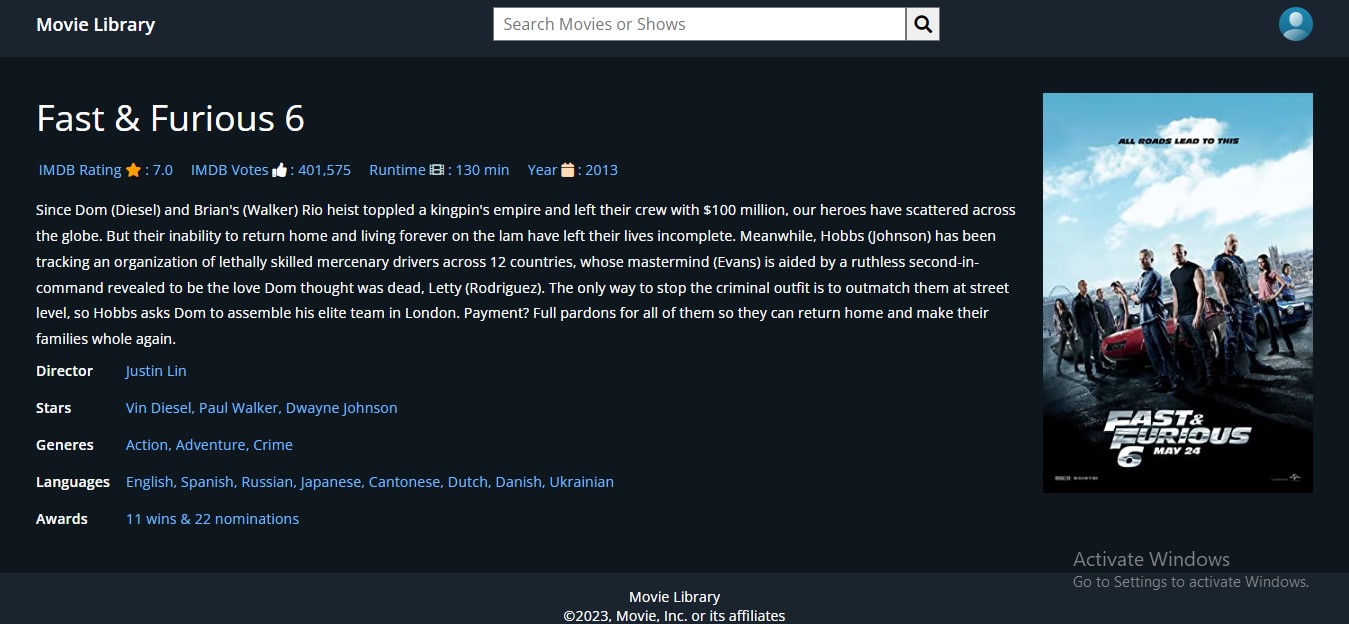 Movie Library
Search Movies or Shows
Fast & Furious 6
IMDB Rating : 7.0 IMDB Votes : 401,575 Runtime : 130 min Year : 2013
Since Dom (Diesel) and Brian's (Walker) Rio heist toppled a kingpin's empire and left their crew with $100 million, our heroes have scattered across
the globe. But their inability to return home and living forever on the lam have left their lives incomplete. Meanwhile, Hobbs (Johnson) has been
tracking an organization of lethally skilled mercenary drivers across 12 countries, whose mastermind (Evans) is aided by a ruthless second-in-
command revealed to be the love Dom thought was dead, Letty (Rodriguez). The only way to stop the criminal outfit is to outmatch them at street
level, so Hobbs asks Dom to assemble his elite team in London. Payment? Full pardons for all of them so they can return home and make their
families whole again.
Director Justin Lin
Stars Vin Diesel, Paul Walker, Dwayne Johnson
Generes Action, Adventure, Crime
Languages English, Spanish, Russian, Japanese, Cantonese, Dutch, Danish, Ukrainian
Awards 11 wins & 22 nominations
ALL ROADS LEAD TO THIS
FAST &
FURIOUS
6 MAY 24
Activate Windows
Go to Settings to activate Windows.
Movie Library
©2023, Movie, Inc. or its affiliates